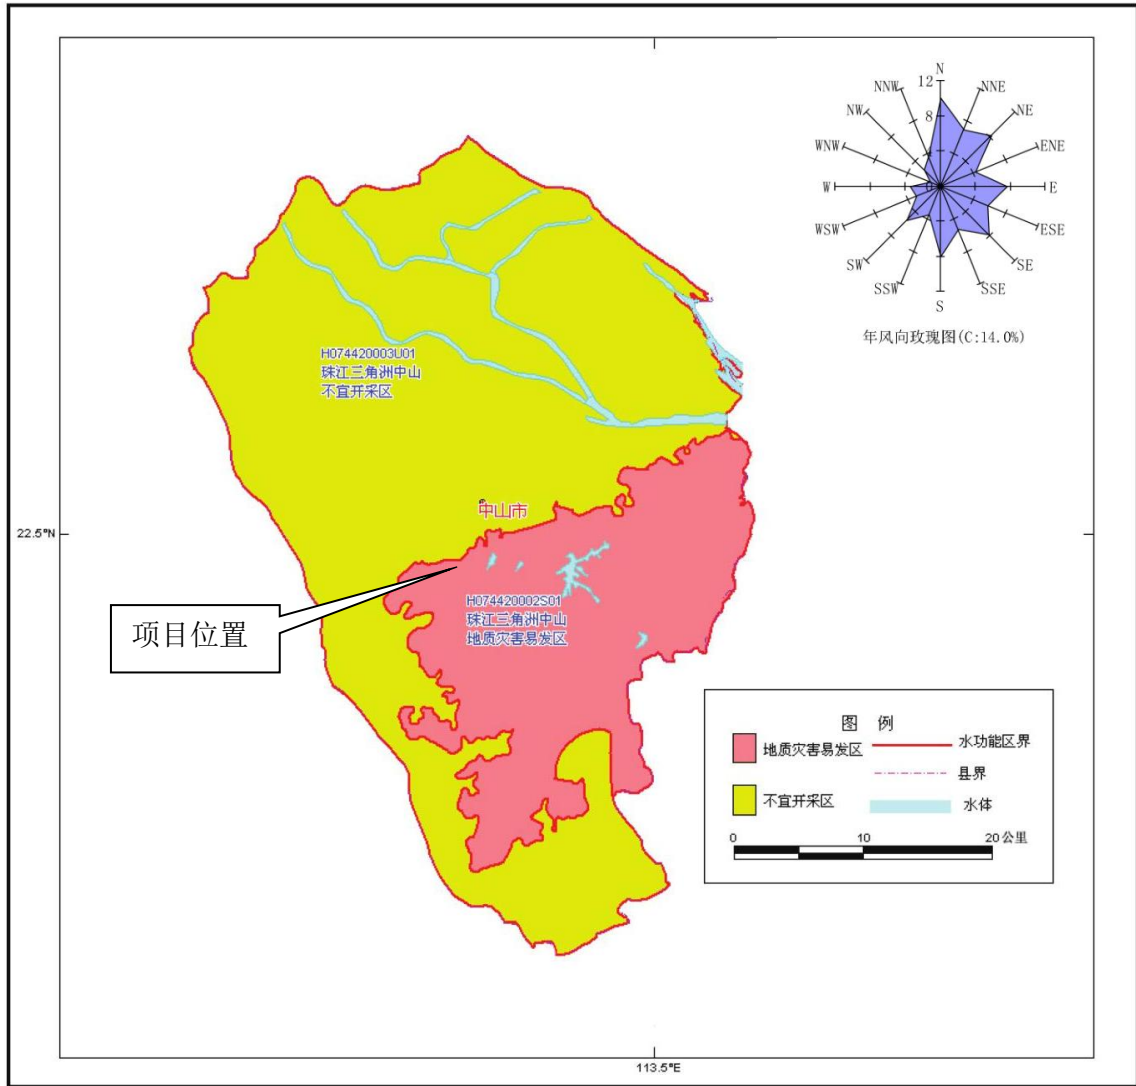 N
NNE
NE
ENE
E
ESE
SE
SSE
S
SSW
SW
WSW
W
WNW
NW
NNW
12
8
年风向玫瑰图(C:14.0%)
H074420003U01
珠江三角洲中山
不宜开采区
中山市
22.5°N
H074420002S01
珠江三角洲中山
地质灾害易发区
项目位置
图 例
地质灾害易发区
水功能区界
县界
不宜开采区
水体
0 10 20 公里
113.5°E